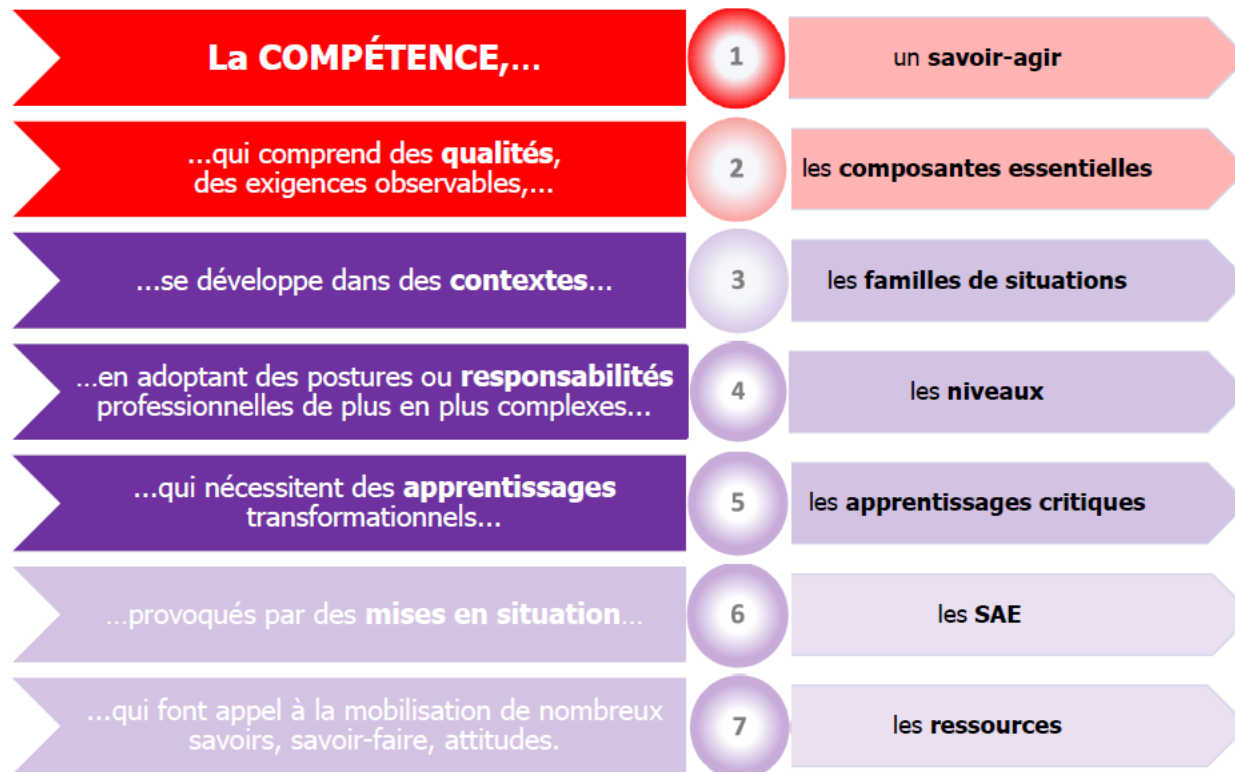 La COMPÉTENCE,...
1
un savoir-agir
...qui comprend des qualités,
des exigences observables,...
2
les composantes essentielles
...se développe dans des contextes...
3
les familles de situations
...en adoptant des postures ou responsabilités
professionnelles de plus en plus complexes...
4
les niveaux
...qui nécessitent des apprentissages
transformationnels...
5
les apprentissages critiques
...provoqués par des mises en situation...
6
les SAE
...qui font appel à la mobilisation de nombreux
savoirs, savoir-faire, attitudes.
7
les ressources